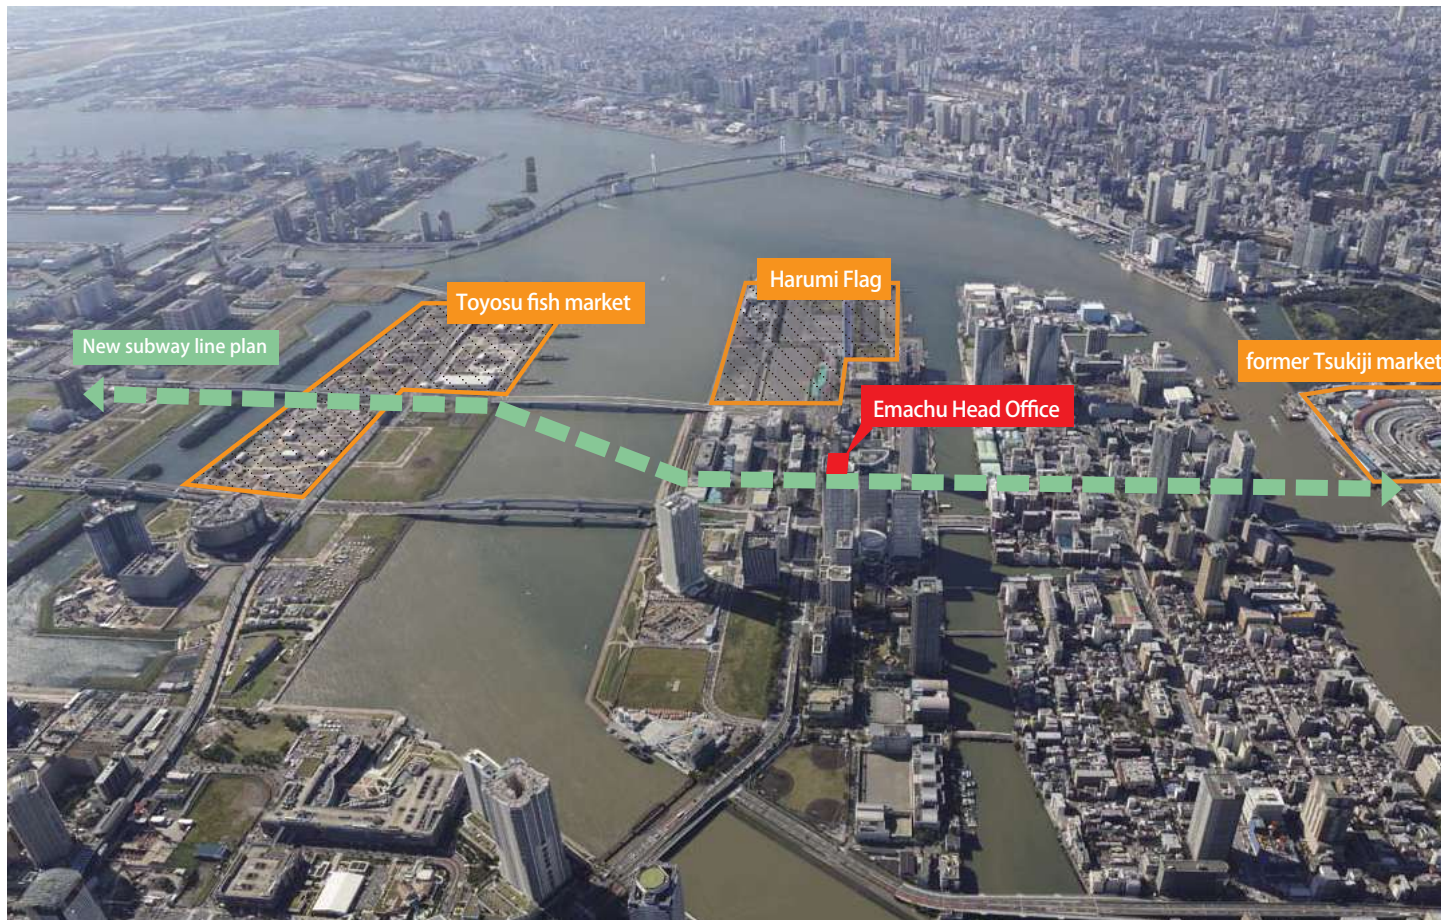 Harumi Flag
Toyosu fish market
New subway line plan
former Tsukiji market
Emachu Head Office